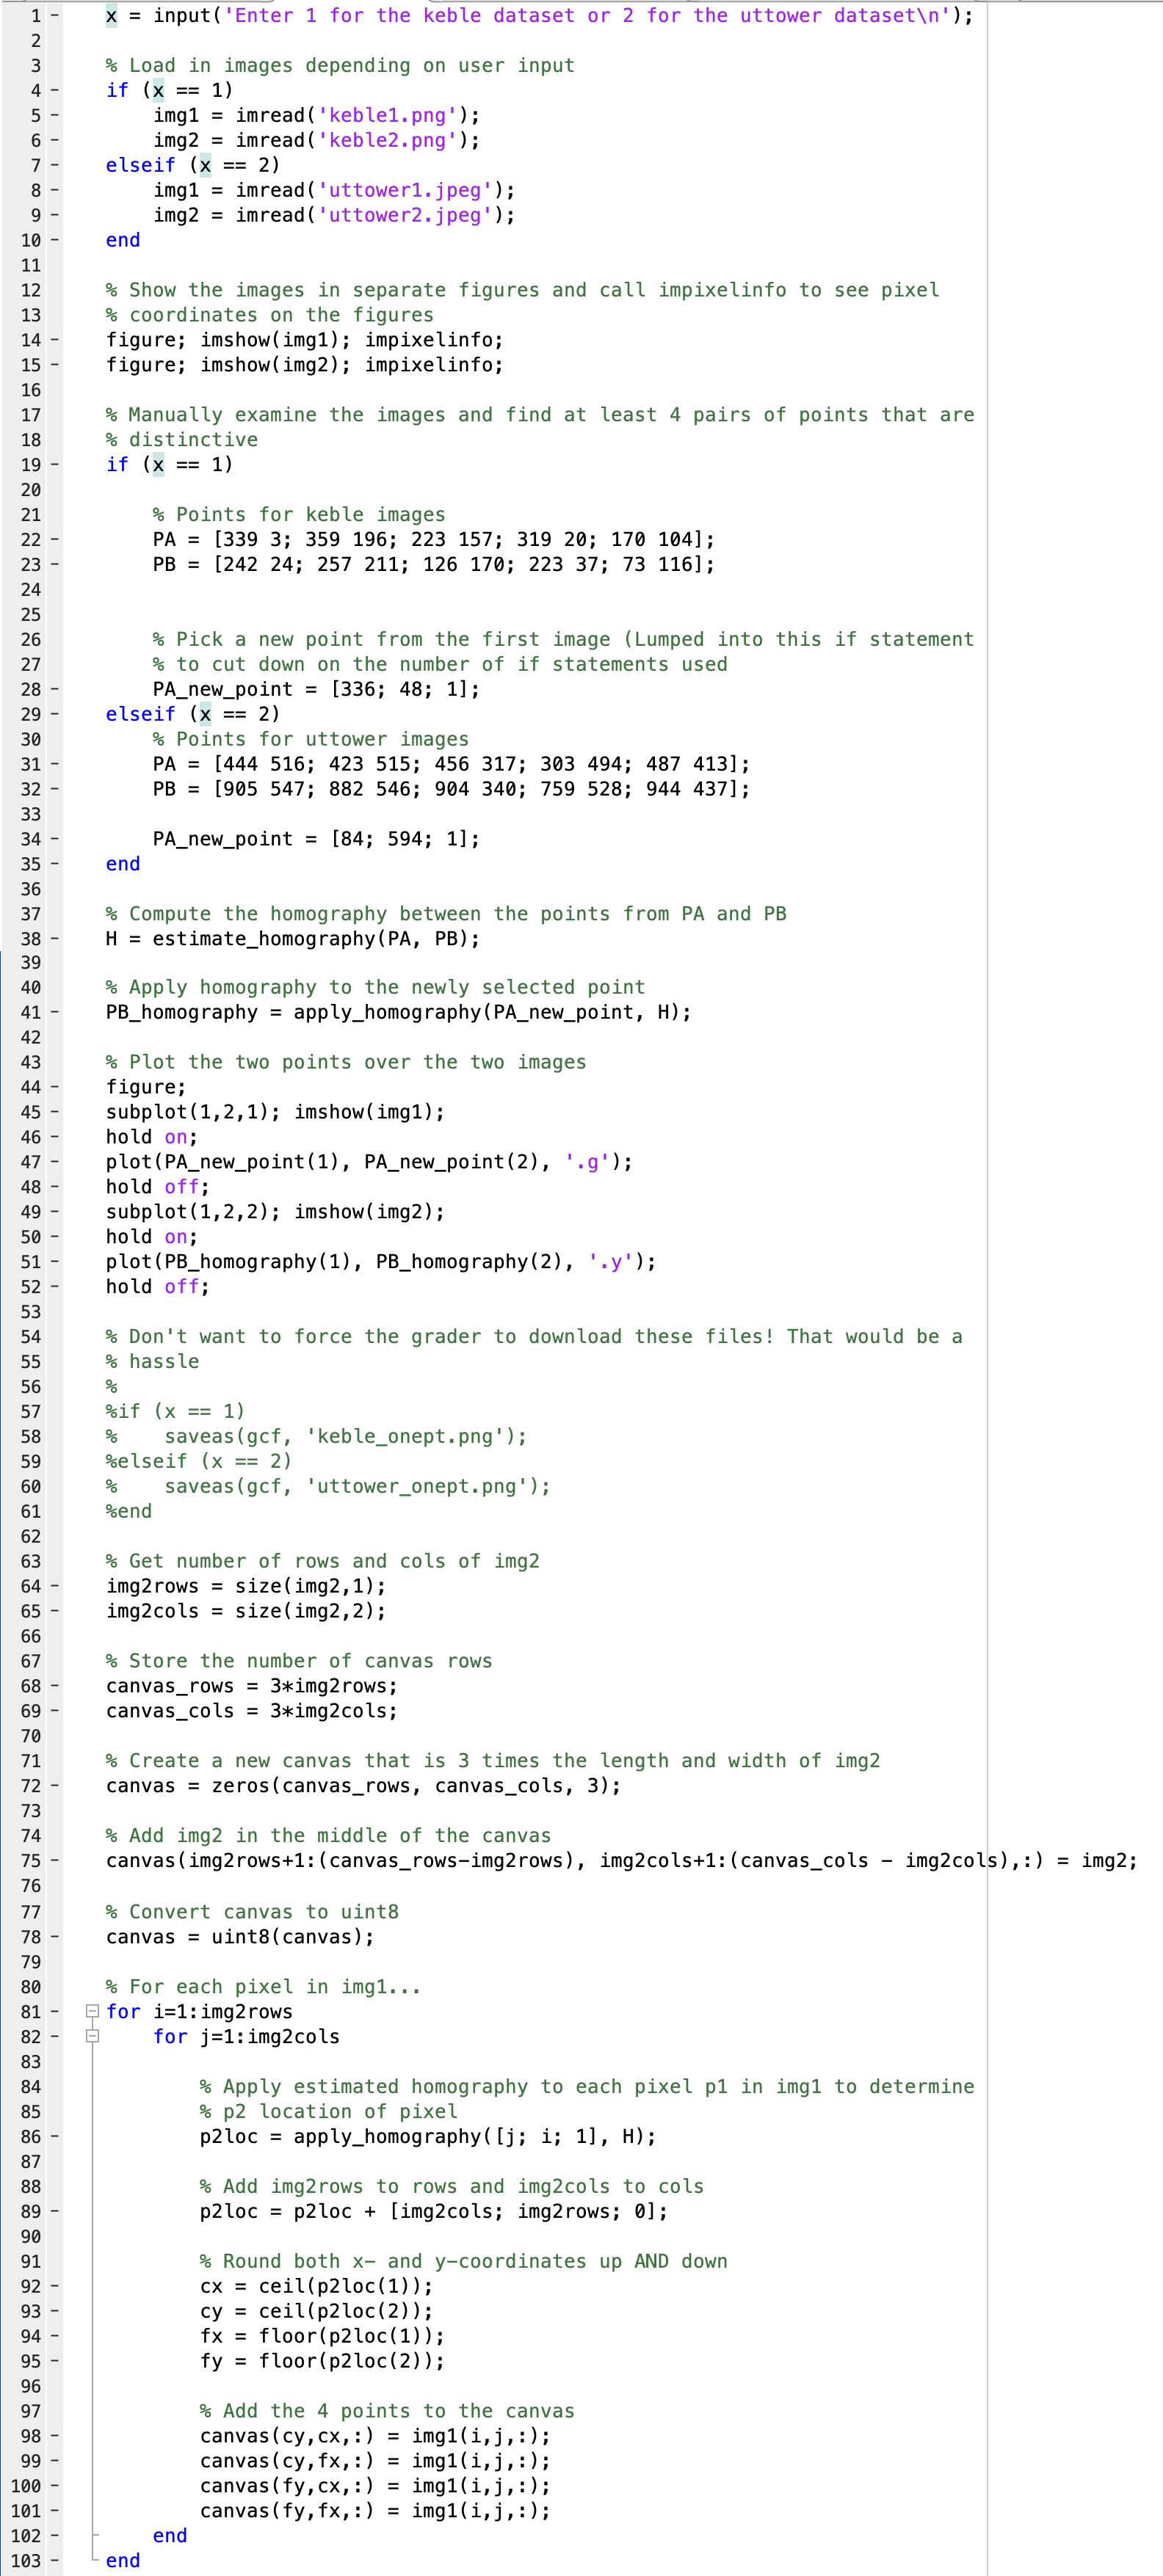 1 x = input('Enter 1 for the keble dataset or 2 for the uttower dataset\n');
2
3 % Load in images depending on user input
4 if (x == 1)
5 img1 = imread('keble1.png');
6 img2 = imread('keble2.png');
7 elseif (x == 2)
8 img1 = imread('uttower1.jpeg');
9 img2 = imread('uttower2.jpeg');
10 end
11
12 % Show the images in separate figures and call impixelinfo to see pixel
13 % coordinates on the figures
14 figure; imshow(img1); impixelinfo;
15 figure; imshow(img2); impixelinfo;
16
17 % Manually examine the images and find at least 4 pairs of points that are
18 % distinctive
19 if (x == 1)
20
21 % Points for keble images
22 PA = [339 3; 359 196; 223 157; 319 20; 170 104];
23 PB = [242 24; 257 211; 126 170; 223 37; 73 116];
24
25
26 % Pick a new point from the first image (Lumped into this if statement
27 % to cut down on the number of if statements used
28 PA_new_point = [336; 48; 1];
29 elseif (x == 2)
30 % Points for uttower images
31 PA = [444 516; 423 515; 456 317; 303 494; 487 413];
32 PB = [905 547; 882 546; 904 340; 759 528; 944 437];
33
34 PA_new_point = [84; 594; 1];
35 end
36
37 % Compute the homography between the points from PA and PB
38 H = estimate_homography(PA, PB);
39
40 % Apply homography to the newly selected point
41 PB_homography = apply_homography(PA_new_point, H);
42
43 % Plot the two points over the two images
44 figure;
45 subplot(1,2,1); imshow(img1);
46 hold on;
47 plot(PA_new_point(1), PA_new_point(2), '.g');
48 hold off;
49 subplot(1,2,2); imshow(img2);
50 hold on;
51 plot(PB_homography(1), PB_homography(2), '.y');
52 hold off;
53
54 % Don't want to force the grader to download these files! That would be a
55 % hassle
56 %
57 %if (x == 1)
58 % saveas(gcf, 'keble_onept.png');
59 %elseif (x == 2)
60 % saveas(gcf, 'uttower_onept.png');
61 %end
62
63 % Get number of rows and cols of img2
64 img2rows = size(img2,1);
65 img2cols = size(img2,2);
66
67 % Store the number of canvas rows
68 canvas_rows = 3*img2rows;
69 canvas_cols = 3*img2cols;
70
71 % Create a new canvas that is 3 times the length and width of img2
72 canvas = zeros(canvas_rows, canvas_cols, 3);
73
74 % Add img2 in the middle of the canvas
75 canvas(img2rows+1:(canvas_rows-img2rows), img2cols+1:(canvas_cols - img2cols),:) = img2;
76
77 % Convert canvas to uint8
78 canvas = uint8(canvas);
79
80 % For each pixel in img1...
81 for i=1:img2rows
82 for j=1:img2cols
83
84 % Apply estimated homography to each pixel p1 in img1 to determine
85 % p2 location of pixel
86 p2loc = apply_homography([j; i; 1], H);
87
88 % Add img2rows to rows and img2cols to cols
89 p2loc = p2loc + [img2cols; img2rows; 0];
90
91 % Round both x- and y-coordinates up AND down
92 cx = ceil(p2loc(1));
93 cy = ceil(p2loc(2));
94 fx = floor(p2loc(1));
95 fy = floor(p2loc(2));
96
97 % Add the 4 points to the canvas
98 canvas(cy,cx,:) = img1(i,j,:);
99 canvas(cy,fx,:) = img1(i,j,:);
100 canvas(fy,cx,:) = img1(i,j,:);
101 canvas(fy,fx,:) = img1(i,j,:);
102 end
103 end